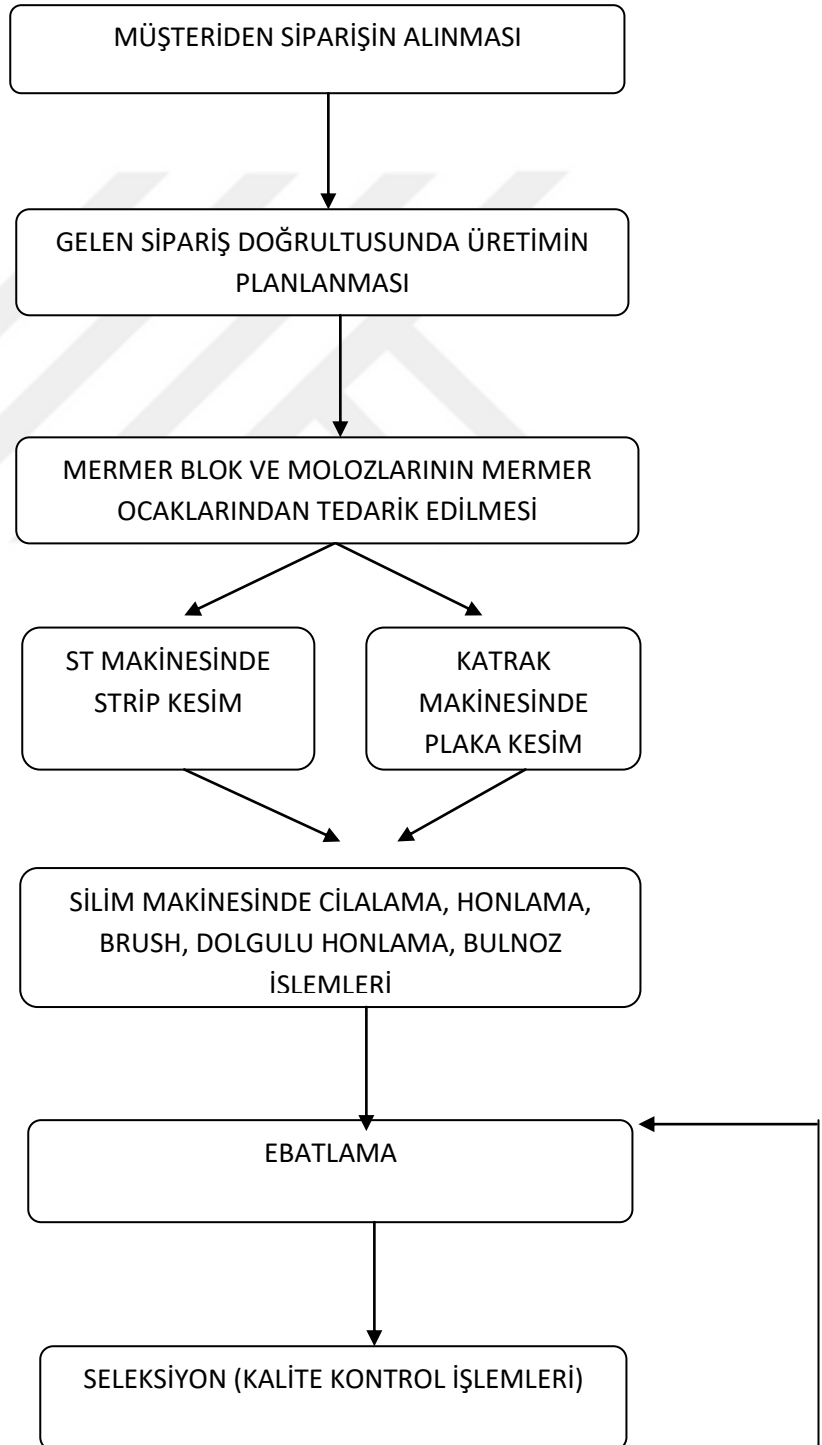 MÜŞTERİDEN SİPARİŞİN ALINMASI
GELEN SİPARİŞ DOĞRULTUSUNDA ÜRETİMİN
PLANLANMASI
MERMER BLOK VE MOLOZLARININ MERMER
OCAKLARINDAN TEDARİK EDİLMESİ
ST MAKİNESİNDE
STRİP KESİM
KATRAK
MAKİNESİNDE
PLAKA KESİM
SİLİM MAKİNESİNDE CİLALAMA, HONLAMA,
BRUSH, DOLGULU HONLAMA, BULNOZ
İŞLEMLERİ
EBATLAMA
SELEKSİYON (KALİTE KONTROL İŞLEMLERİ)